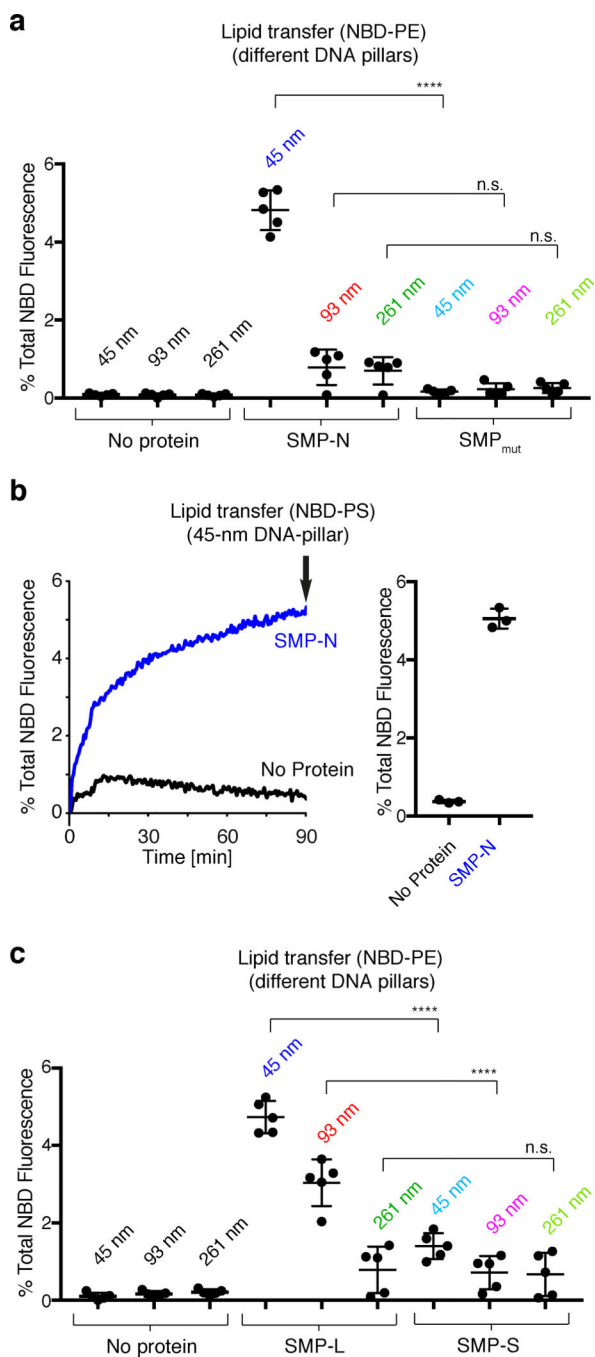 a
Lipid transfer (NBD-PE)
(different DNA pillars)
****
45 nm
n.s.
n.s.
93 nm
261 nm
45 nm
93 nm
261 nm
45 nm
93 nm
261 nm
% Total NBD Fluorescence
6
4
2
0
No protein
SMP-N
SMPmut
b
Lipid transfer (NBD-PS)
(45-nm DNA-pillar)
% Total NBD Fluorescence
6
4
2
0
SMP-N
No Protein
0
30
60
90
Time [min]
% Total NBD Fluorescence
6
4
2
0
No Protein
SMP-N
c
Lipid transfer (NBD-PE)
(different DNA pillars)
****
45 nm
****
93 nm
n.s.
261 nm
45 nm
93 nm
261 nm
45 nm
93 nm
261 nm
% Total NBD Fluorescence
6
4
2
0
No protein
SMP-L
SMP-S